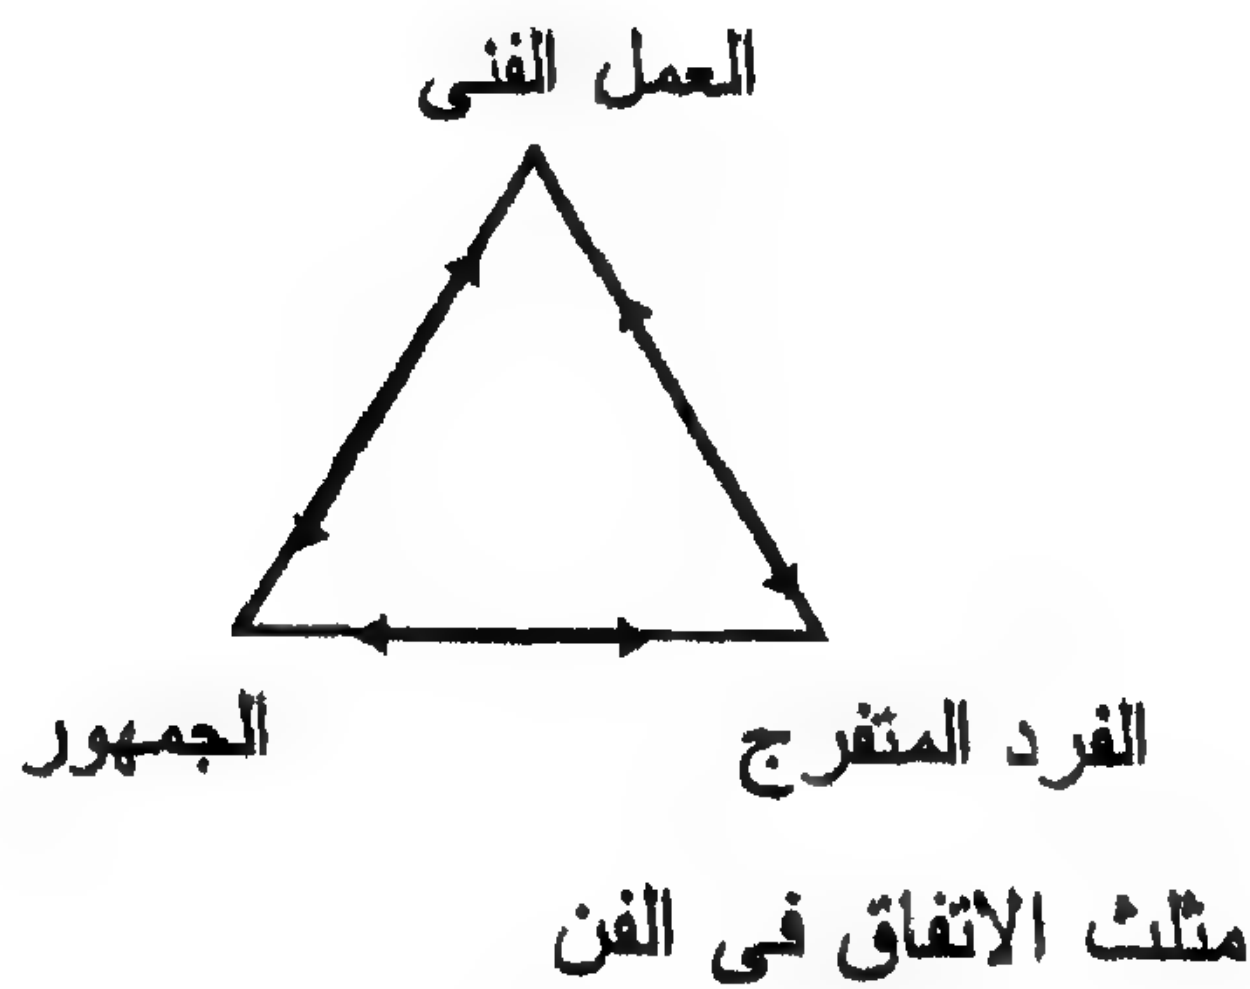 العمل الفنى
الفرد المتفرج
الجمهور
مثلث الاتفاق فى الفن